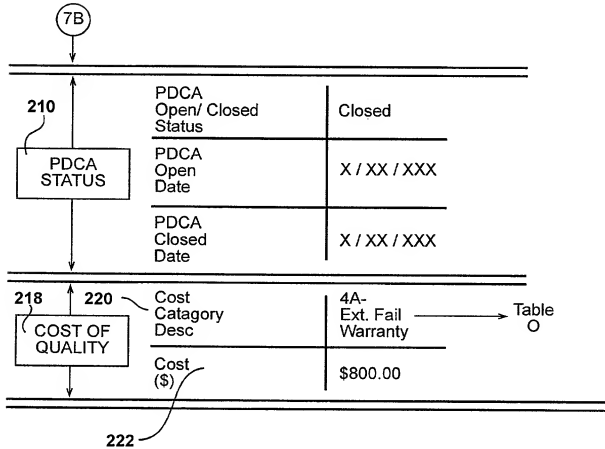 7B
210
PDCA
STATUS
PDCA
Open/ Closed
Status
Closed
PDCA
Open
Date
X / XX / XXX
PDCA
Closed
Date
X / XX / XXX
218
COST OF
QUALITY
220
Cost
Catagory
Desc
4A-
Ext. Fail
Warranty
Table
O
Cost
($)
$800.00
222